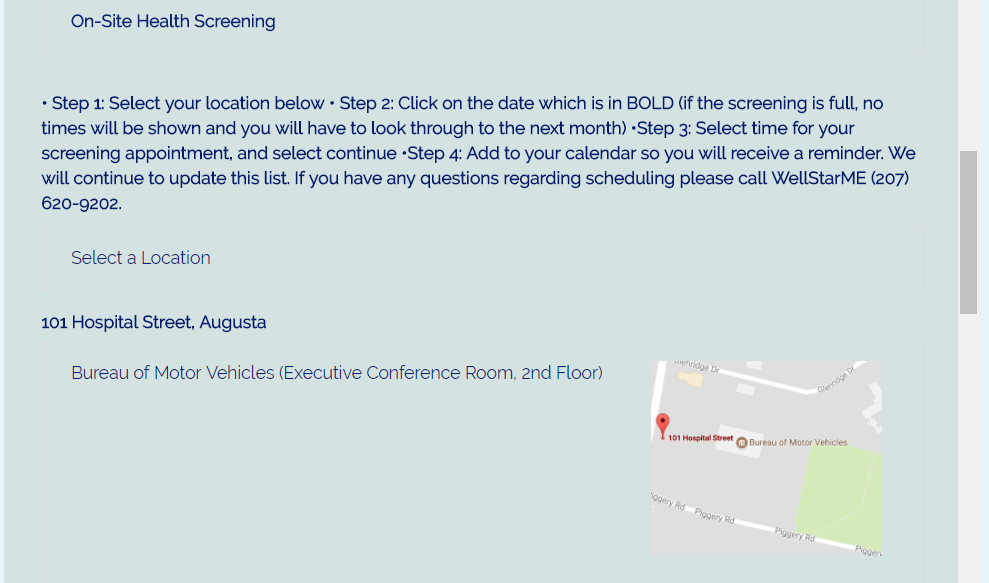 On-Site Health Screening
• Step 1: Select your location below • Step 2: Click on the date which is in BOLD (if the screening is full, no
times will be shown and you will have to look through to the next month) •Step 3: Select time for your
screening appointment, and select continue •Step 4: Add to your calendar so you will receive a reminder. We
will continue to update this list. If you have any questions regarding scheduling please call WellStarME (207)
620-9202.
Select a Location
101 Hospital Street, Augusta
Bureau of Motor Vehicles (Executive Conference Room, 2nd Floor)
Glenridge Dr
Glenridge Dr
101 Hospital Street
Bureau of Motor Vehicles
Piggery Rd
Piggery Rd
Piggery Rd